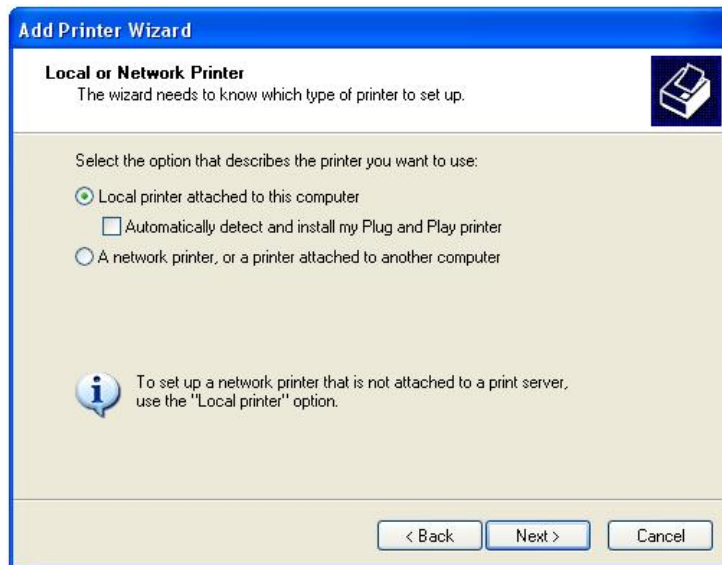 Add Printer Wizard
Local or Network Printer
The wizard needs to know which type of printer to set up.
Select the option that describes the printer you want to use:
Local printer attached to this computer
Automatically detect and install my Plug and Play printer
A network printer, or a printer attached to another computer
To set up a network printer that is not attached to a print server,
use the "Local printer" option.
< Back Next > Cancel